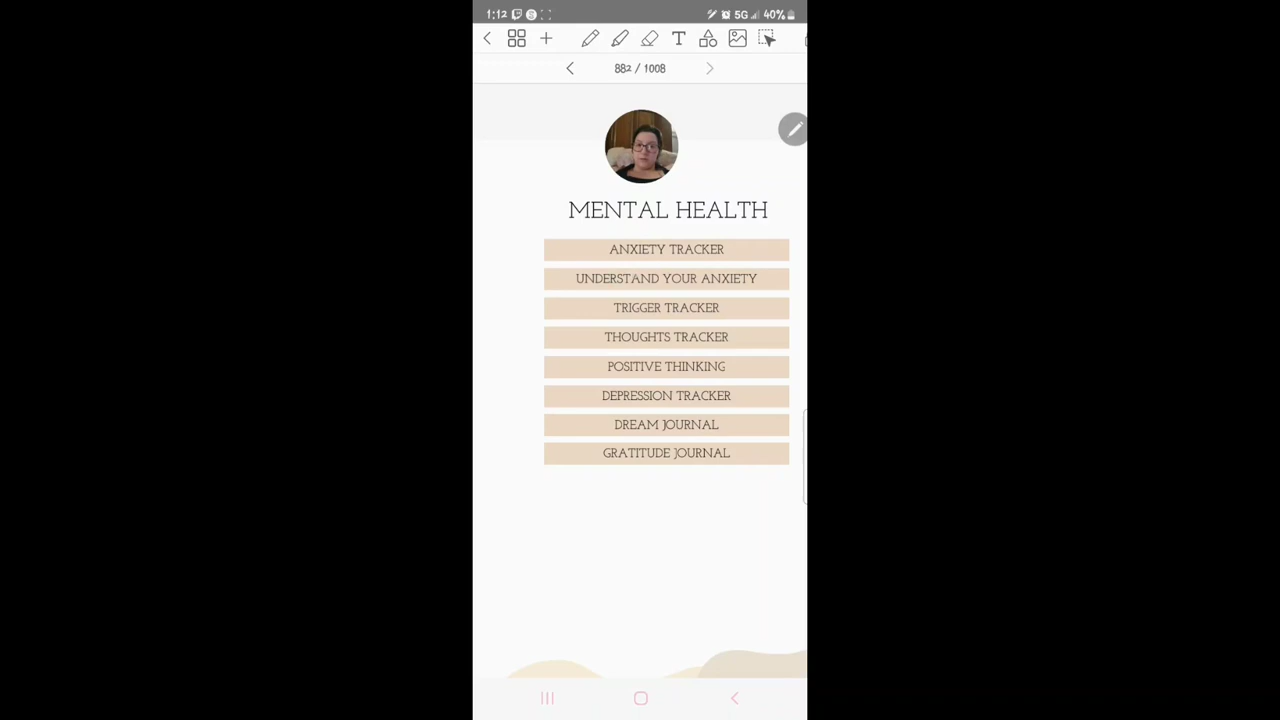 1:12 5G 40%
882 / 1008
MENTAL HEALTH
ANXIETY TRACKER
UNDERSTAND YOUR ANXIETY
TRIGGER TRACKER
THOUGHTS TRACKER
POSITIVE THINKING
DEPRESSION TRACKER
DREAM JOURNAL
GRATITUDE JOURNAL